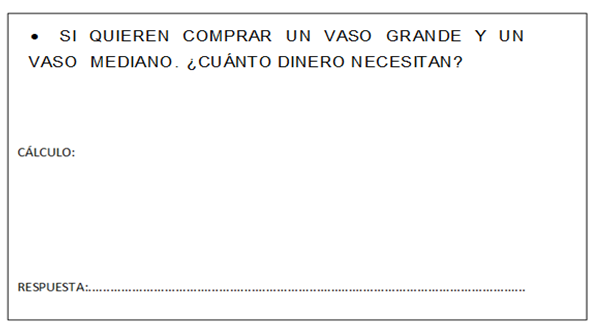 ● SI QUIEREN COMPRAR UN VASO GRANDE Y UN
VASO MEDIANO. ¿CUÁNTO DINERO NECESITAN?
CÁLCULO:
RESPUESTA:..........................................................................................................................